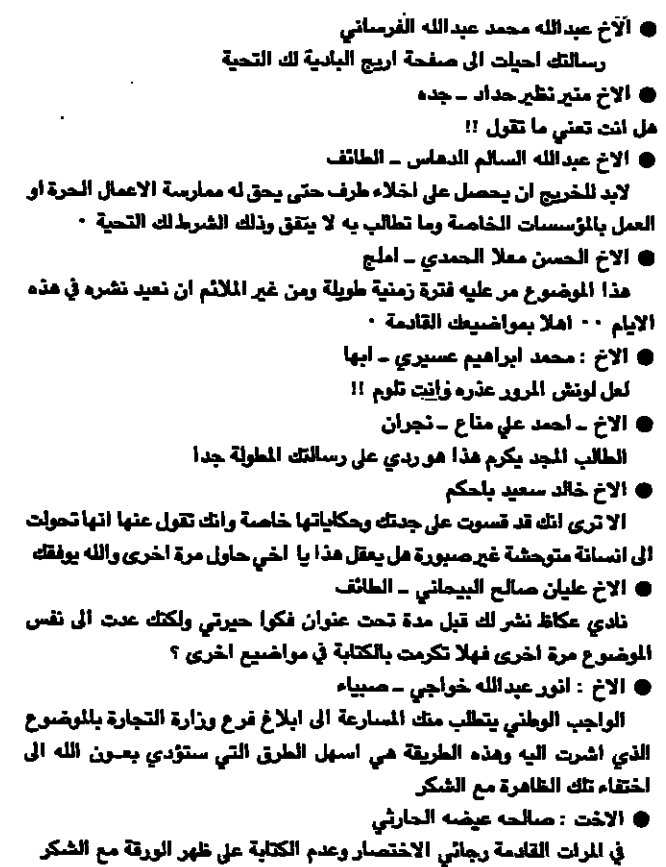 ● الآخ عبدالله محمد عبدالله الفرساني
رسالتك احيلت الى صفحة اريج البادية لك التحية
● الاخ منير نظير حداد ـ جده
هل انت تعني ما تقول !!
● الاخ عبدالله السالم الدهاس ـ الطائف
لابد للخريج ان يحصل على اخلاء طرف حتى يحق له ممارسة الاعمال الحرة او
العمل بالمؤسسات الخاصة وما تطالب به لا يتفق وذلك الشرط لك التحية ٠
● الاخ الحسن معلا الحمدي ـ املج
هذا الموضوع مر عليه فترة زمنية طويلة ومن غير الملائم ان نعيد نشره في هذه
الايام ٠٠ اهلا بمواضيعك القادمة ٠
● الاخ : محمد ابراهيم عسيري ـ ابها
لعل لونش المرور عذره وأنت تلوم !!
● الاخ ـ احمد علي مناع ـ نجران
الطالب المجد يكرم هذا هو ردي على رسالتك المطولة جدا
● الاخ خالد سعيد باحكم
الا ترى انك قد قسوت على جدتك وحكاياتها خاصة وانك تقول عنها انها تحولت
الى انسانة متوحشة غير صبورة هل يعقل هذا يا اخي حاول مرة اخرى والله يوفقك
● الاخ عليان صالح البيحاني ـ الطائف
نادي عكاظ نشر لك قبل مدة تحت عنوان فكوا حيرتي ولكنك عدت الى نفس
الموضوع مرة اخرى فهلا تكرمت بالكتابة في مواضيع اخرى ؟
● الاخ : انور عبدالله خواجي ـ صبياء
الواجب الوطني يتطلب منك المسارعة الى ابلاغ فرع وزارة التجارة بالموضوع
الذي اشرت اليه وهذه الطريقة هي اسهل الطرق التي ستؤدي بعـون الله الى
اختفاء تلك الظاهرة مع الشكر
● الاخت : صالحه عيضه الحارثي
في المرات القادمة رجائي الاختصار وعدم الكتابة على ظهر الورقة مع الشكر